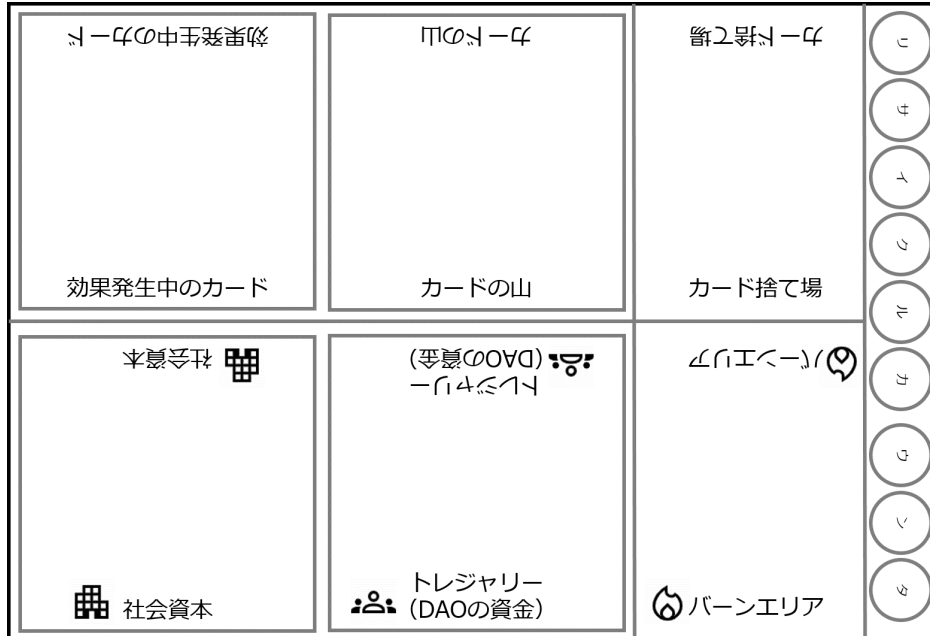 効果発生中のカード
カードの山
カード捨て場
効果発生中のカード
カードの山
カード捨て場
社会資本
トレジャリー
(DAOの資金)
バーンエリア
社会資本
トレジャリー
(DAOの資金)
バーンエリア
リ
サ
イ
ク
ル
カ
ウ
ン
タ